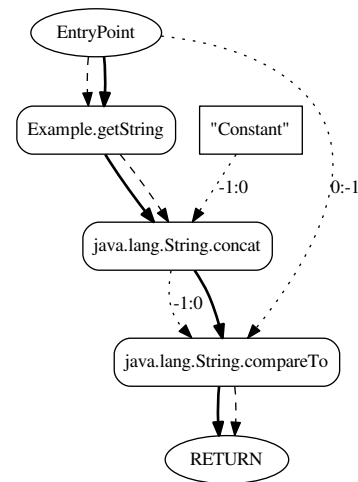 EntryPoint
Example.getString
"Constant"
-1:0
0:-1
java.lang.String.concat
-1:0
java.lang.String.compareTo
RETURN